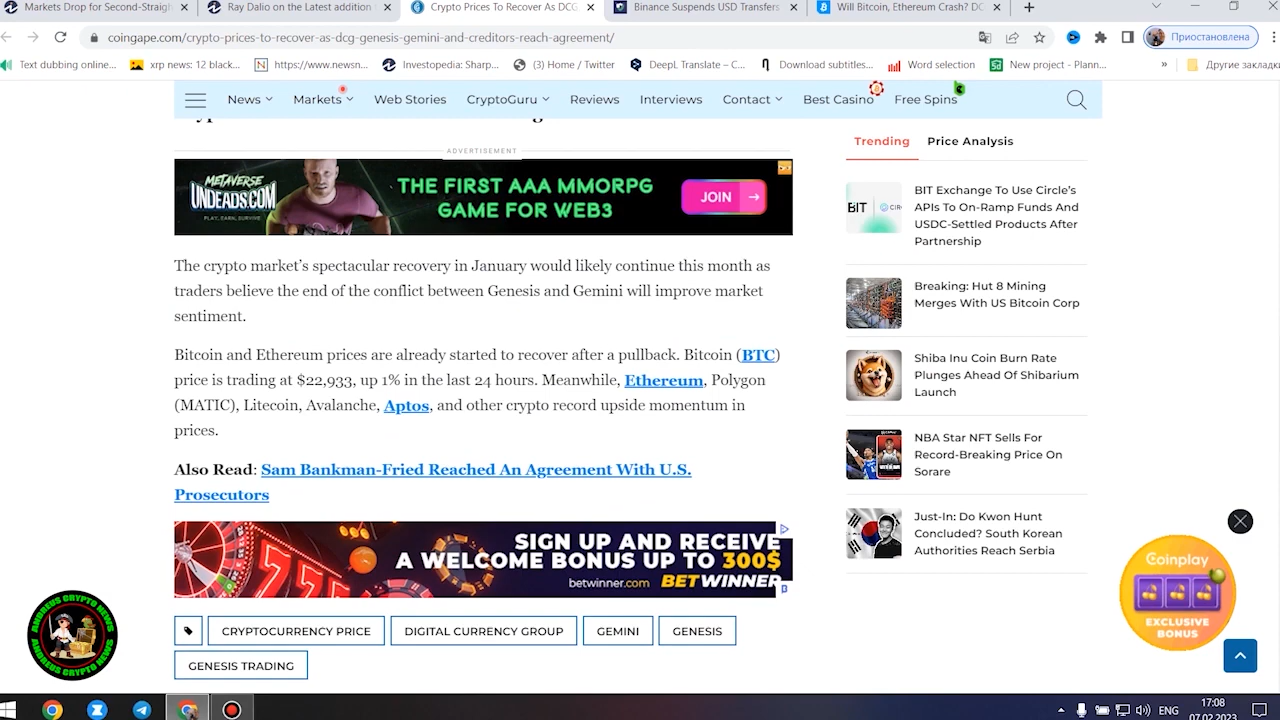 Markets Drop for Second-Straigh
Ray Dalio on the Latest addition
Crypto Prices To Recover As DCG,
Binance Suspends USD Transfers
Will Bitcoin, Ethereum Crash? DC
coingape.com/crypto-prices-to-recover-as-dcg-genesis-gemini-and-creditors-reach-agreement/
Приостановлена
Text dubbing online...
xrp news: 12 black...
https://www.newsn...
Investopedia: Sharp...
(3) Home / Twitter
DeepL Translate – C...
Download subtitles...
Word selection
New project - Plann...
»
Другие закладки
News
Markets
Web Stories
CryptoGuru
Reviews
Interviews
Contact
Best Casino
Free Spins
ADVERTISEMENT
METAVERSE
UNDEADS.COM
PLAY, EARN, SURVIVE
THE FIRST AAA MMORPG
GAME FOR WEB3
JOIN
The crypto market's spectacular recovery in January would likely continue this month as
traders believe the end of the conflict between Genesis and Gemini will improve market
sentiment.
Bitcoin and Ethereum prices are already started to recover after a pullback. Bitcoin (BTC)
price is trading at $22,933, up 1% in the last 24 hours. Meanwhile, Ethereum, Polygon
(MATIC), Litecoin, Avalanche, Aptos, and other crypto record upside momentum in
prices.
Also Read: Sam Bankman-Fried Reached An Agreement With U.S.
Prosecutors
SIGN UP AND RECEIVE
A WELCOME BONUS UP TO 300$
betwinner.com BETWINNER
CRYPTOCURRENCY PRICE
DIGITAL CURRENCY GROUP
GEMINI
GENESIS
GENESIS TRADING
Trending
Price Analysis
BIT
BIT Exchange To Use Circle's
APIs To On-Ramp Funds And
USDC-Settled Products After
Partnership
Breaking: Hut 8 Mining
Merges With US Bitcoin Corp
Shiba Inu Coin Burn Rate
Plunges Ahead Of Shibarium
Launch
NBA Star NFT Sells For
Record-Breaking Price On
Sorare
Just-In: Do Kwon Hunt
Concluded? South Korean
Authorities Reach Serbia
Coinplay
EXCLUSIVE
BONUS
ANDREUS CRYPTO NEWS
ANDREUS CRYPTO NEWS
ENG
17:08
07.02.2023